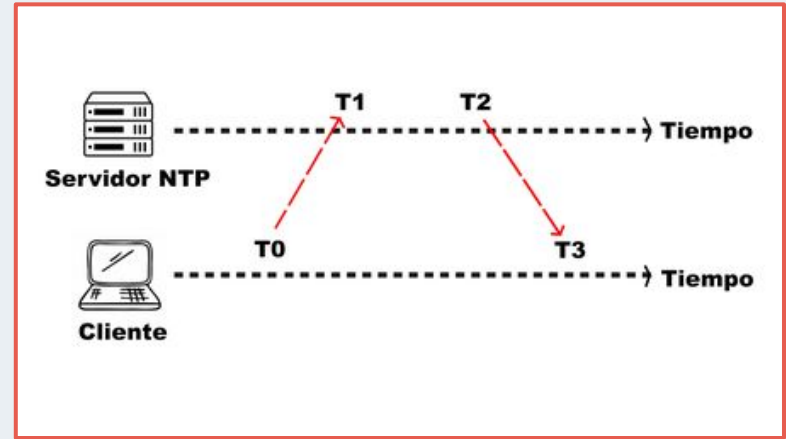 T1 T2
Tiempo
Servidor NTP
T0 T3
Tiempo
Cliente